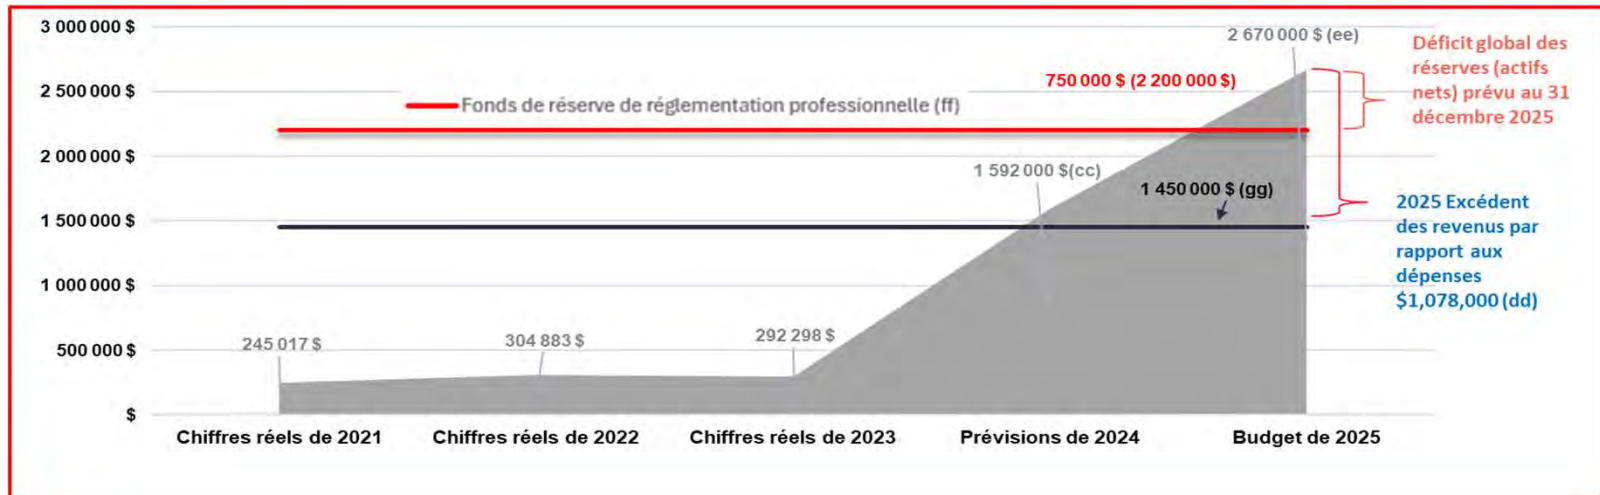 3 000 000 $
2 500 000 $
2 000 000 $
1 500 000 $
1 000 000 $
500 000 $
$
Fonds de réserve de réglementation professionnelle (ff)
750 000 $ (2 200 000 $)
2 670 000 $ (ee)
1 592 000 $(cc)
1 450 000 $ (gg)
245 017 $
304 883 $
292 298 $
Déficit global des
réserves (actifs
nets) prévu au 31
décembre 2025
2025 Excédent
des revenus par
rapport aux
dépenses
$1,078,000 (dd)
Chiffres réels de 2021
Chiffres réels de 2022
Chiffres réels de 2023
Prévisions de 2024
Budget de 2025